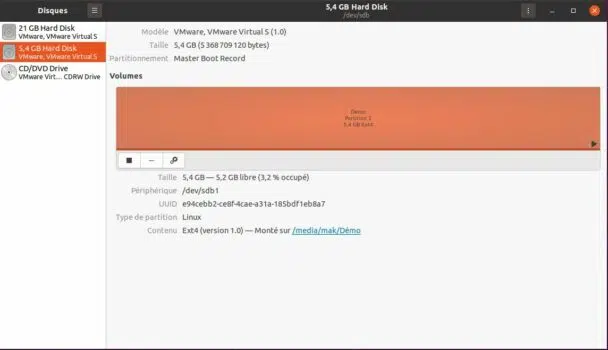 Disques
5,4 GB Hard Disk
/dev/sdb
21 GB Hard Disk
VMware, VMware Virtual S
5,4 GB Hard Disk
VMware, VMware Virtual S
CD/DVD Drive
VMware Virt… CDRW Drive
Modèle VMware, VMware Virtual S (1.0)
Taille 5,4 GB (5 368 709 120 bytes)
Partitionnement Master Boot Record
Volumes
Démo
Partition 1
5,4 GB Ext4
Taille 5,4 GB — 5,2 GB libre (3,2 % occupé)
Périphérique /dev/sdb1
UUID e94cebb2-ce8f-4cae-a31a-185bdf1eb8a7
Type de partition Linux
Contenu Ext4 (version 1.0) — Monté sur /media/mak/Démo